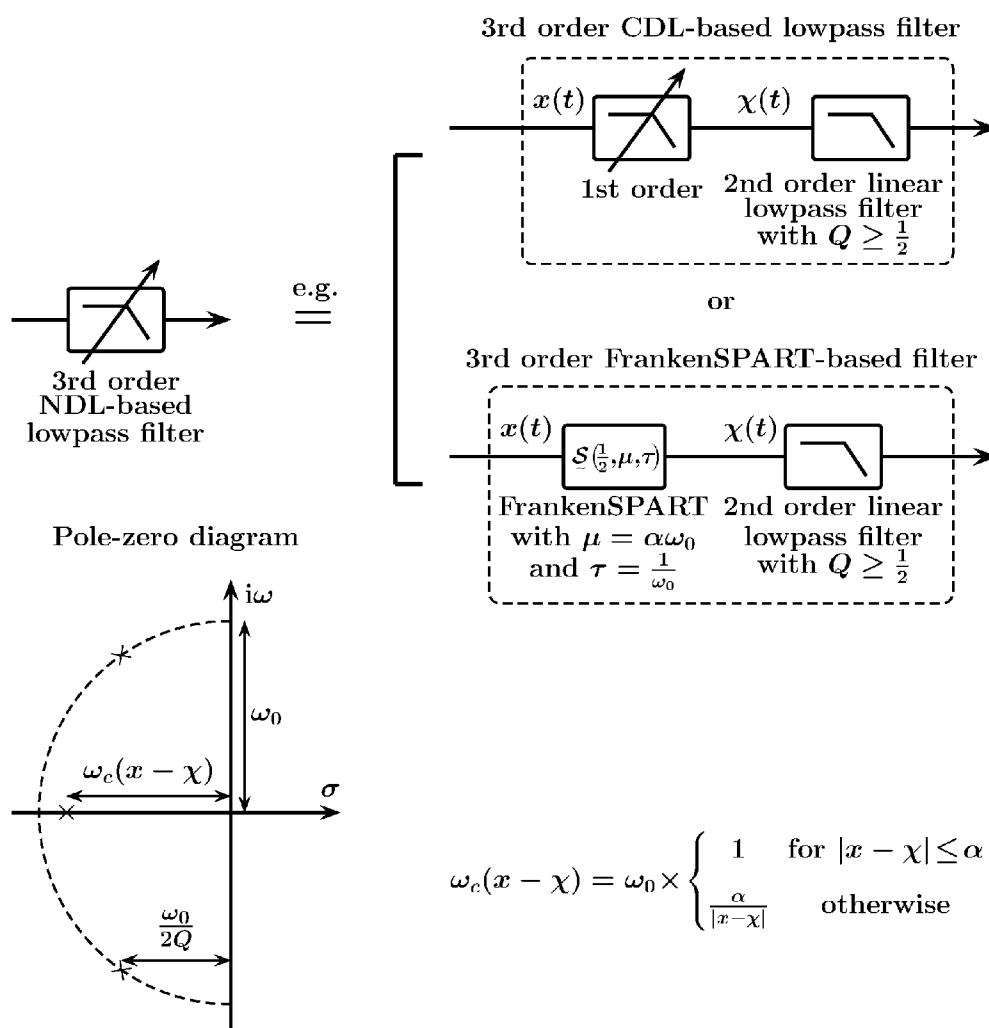 3rd order CDL-based lowpass filter
x(t)
χ(t)
1st order
2nd order linear
lowpass filter
with Q ≥ 1/2
e.g.
=
or
3rd order
NDL-based
lowpass filter
3rd order FrankenSPART-based filter
x(t)
S(1/2,μ,τ)
χ(t)
FrankenSPART
with μ = αω₀
and τ = 1/ω₀
2nd order linear
lowpass filter
with Q ≥ 1/2
Pole-zero diagram
iω
ω₀
ω_c(x − χ)
σ
ω₀/2Q
ω_c(x − χ) = ω₀ × { 1 for |x − χ| ≤ α
α/|x−χ| otherwise